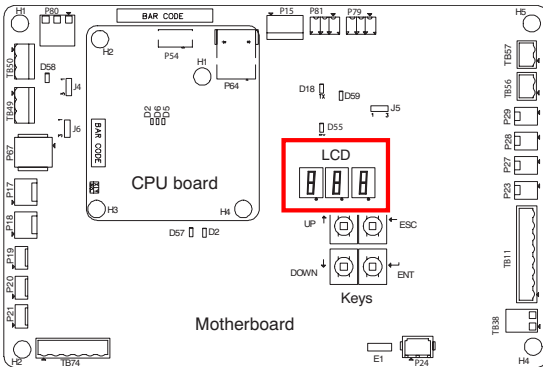 BAR CODE
H1
P80
P15
P81
P79
H5
H2
P54
H1
P64
TB50
D58
J4
D2
D6
D5
D18
D59
J5
1 3
TB57
TB56
TB49
J6
BAR CODE
D55
P29
P28
P67
LCD
P27
P17
CPU board
P23
P18
H3
H4
UP
ESC
D57
D2
P19
DOWN
ENT
TB11
P20
Keys
P21
Motherboard
TB38
H2
TB74
E1
P24
H4